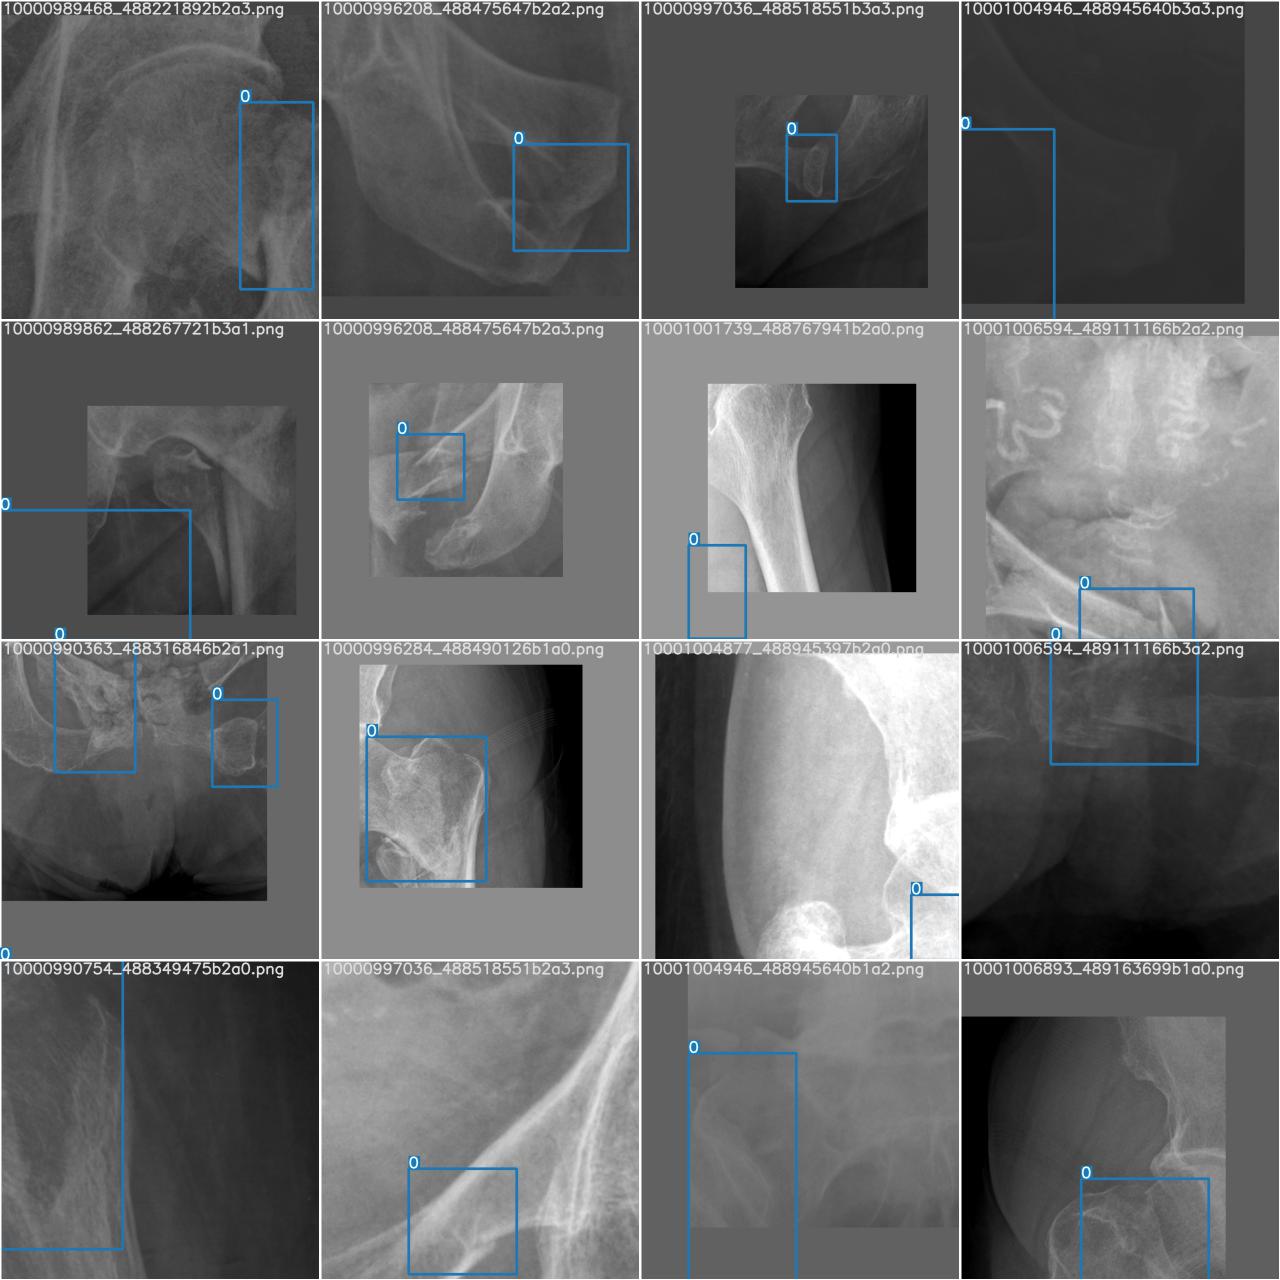 10000989468_488221892b2a3.png
10000996208_488475647b2a2.png
10000997036_488518551b3a3.png
10001004946_488945640b3a3.png
0
0
0
0
10000989862_488267721b3a1.png
10000996208_488475647b2a3.png
10001001739_488767941b2a0.png
10001006594_489111166b2a2.png
0
0
0
0
10000990363_488316846b2a1.png
10000996284_488490126b1a0.png
10001004877_488945397b2a0.png
10001006594_489111166b3a2.png
0
0
0
0
0
0
10000990754_488349475b2a0.png
10000997036_488518551b2a3.png
10001004946_488945640b1a2.png
10001006893_489163699b1a0.png
0
0
0
0